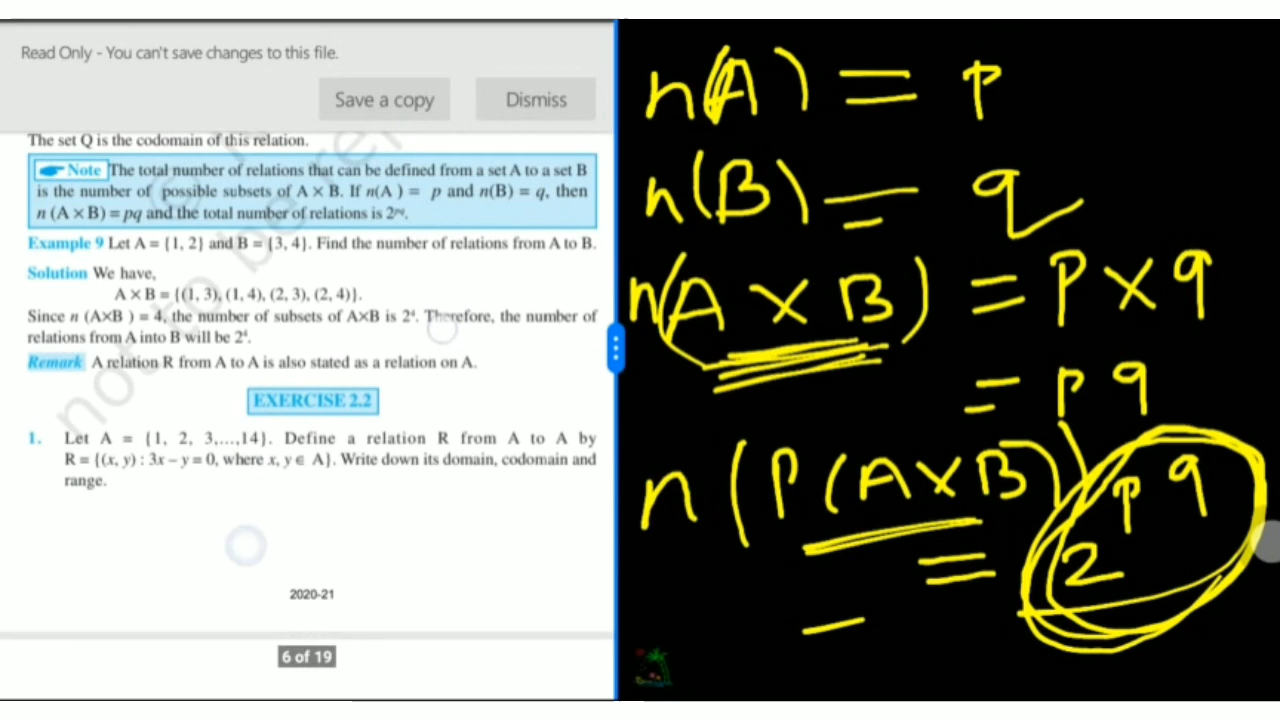 Read Only - You can't save changes to this file.
Save a copy Dismiss
The set Q is the codomain of this relation.
Note The total number of relations that can be defined from a set A to a set B
is the number of possible subsets of A × B. If n(A ) = p and n(B) = q, then
n (A × B) = pq and the total number of relations is 2ᵖq.
Example 9 Let A = {1, 2} and B = {3, 4}. Find the number of relations from A to B.
Solution We have,
A × B = {(1, 3), (1, 4), (2, 3), (2, 4)}.
Since n (A×B ) = 4, the number of subsets of A×B is 2⁴. Therefore, the number of
relations from A into B will be 2⁴.
Remark A relation R from A to A is also stated as a relation on A.
EXERCISE 2.2
1. Let A = {1, 2, 3,...,14}. Define a relation R from A to A by
R = {(x, y) : 3x – y = 0, where x, y ∈ A}. Write down its domain, codomain and
range.
2020-21
6 of 19
n(A) = p
n(B) = q
n(A × B) = p × q
= pq
n(P(A×B)
= 2^pq